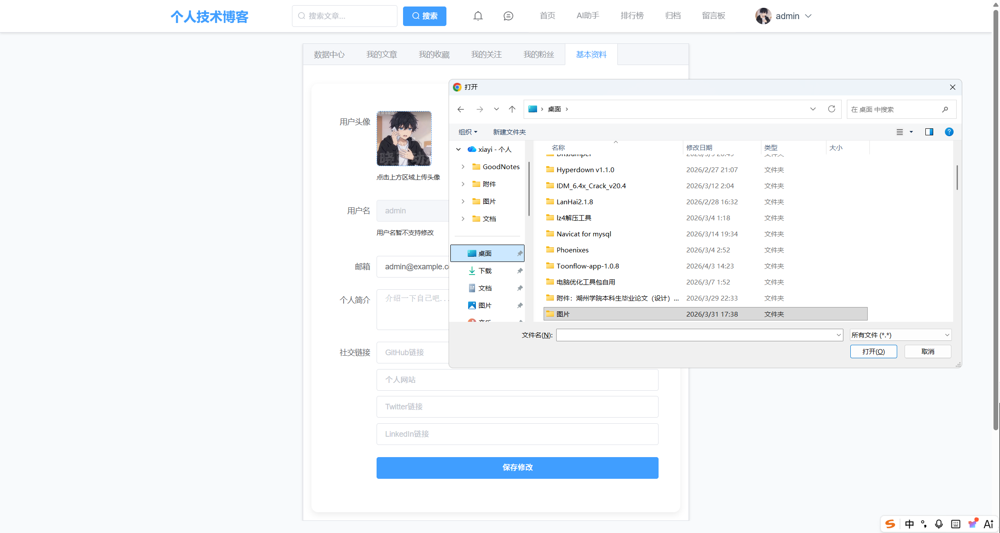 个人技术博客
搜索文章...
搜索
首页
AI助手
排行榜
归档
留言板
admin
数据中心
我的文章
我的收藏
我的关注
我的粉丝
基本资料
用户头像
点击上方区域上传头像
用户名
admin
用户名暂不支持修改
邮箱
admin@example.c
个人简介
介绍一下自己吧...
社交链接
GitHub链接
个人网站
Twitter链接
LinkedIn链接
保存修改
打开
桌面
在 桌面 中搜索
组织
新建文件夹
xiayi - 个人
GoodNotes
附件
图片
文档
桌面
下载
文档
图片
音乐
名称 修改日期 类型 大小
DnsJumper 文件夹
Hyperdown v1.1.0 2026/2/27 21:07 文件夹
IDM_6.4x_Crack_v20.4 2026/3/12 2:04 文件夹
LanHai2.1.8 2026/2/28 16:32 文件夹
lz4解压工具 2026/3/4 1:18 文件夹
Navicat for mysql 2026/3/14 19:34 文件夹
Phoenixes 2026/3/4 2:52 文件夹
Toonflow-app-1.0.8 2026/4/3 14:23 文件夹
电脑优化工具包自用 2026/3/7 1:52 文件夹
附件：湖州学院本科生毕业论文（设计）... 2026/3/29 22:33 文件夹
图片 2026/3/31 17:38 文件夹
文件名(N):
所有文件 (*.*)
打开(O)
取消
中
Ai